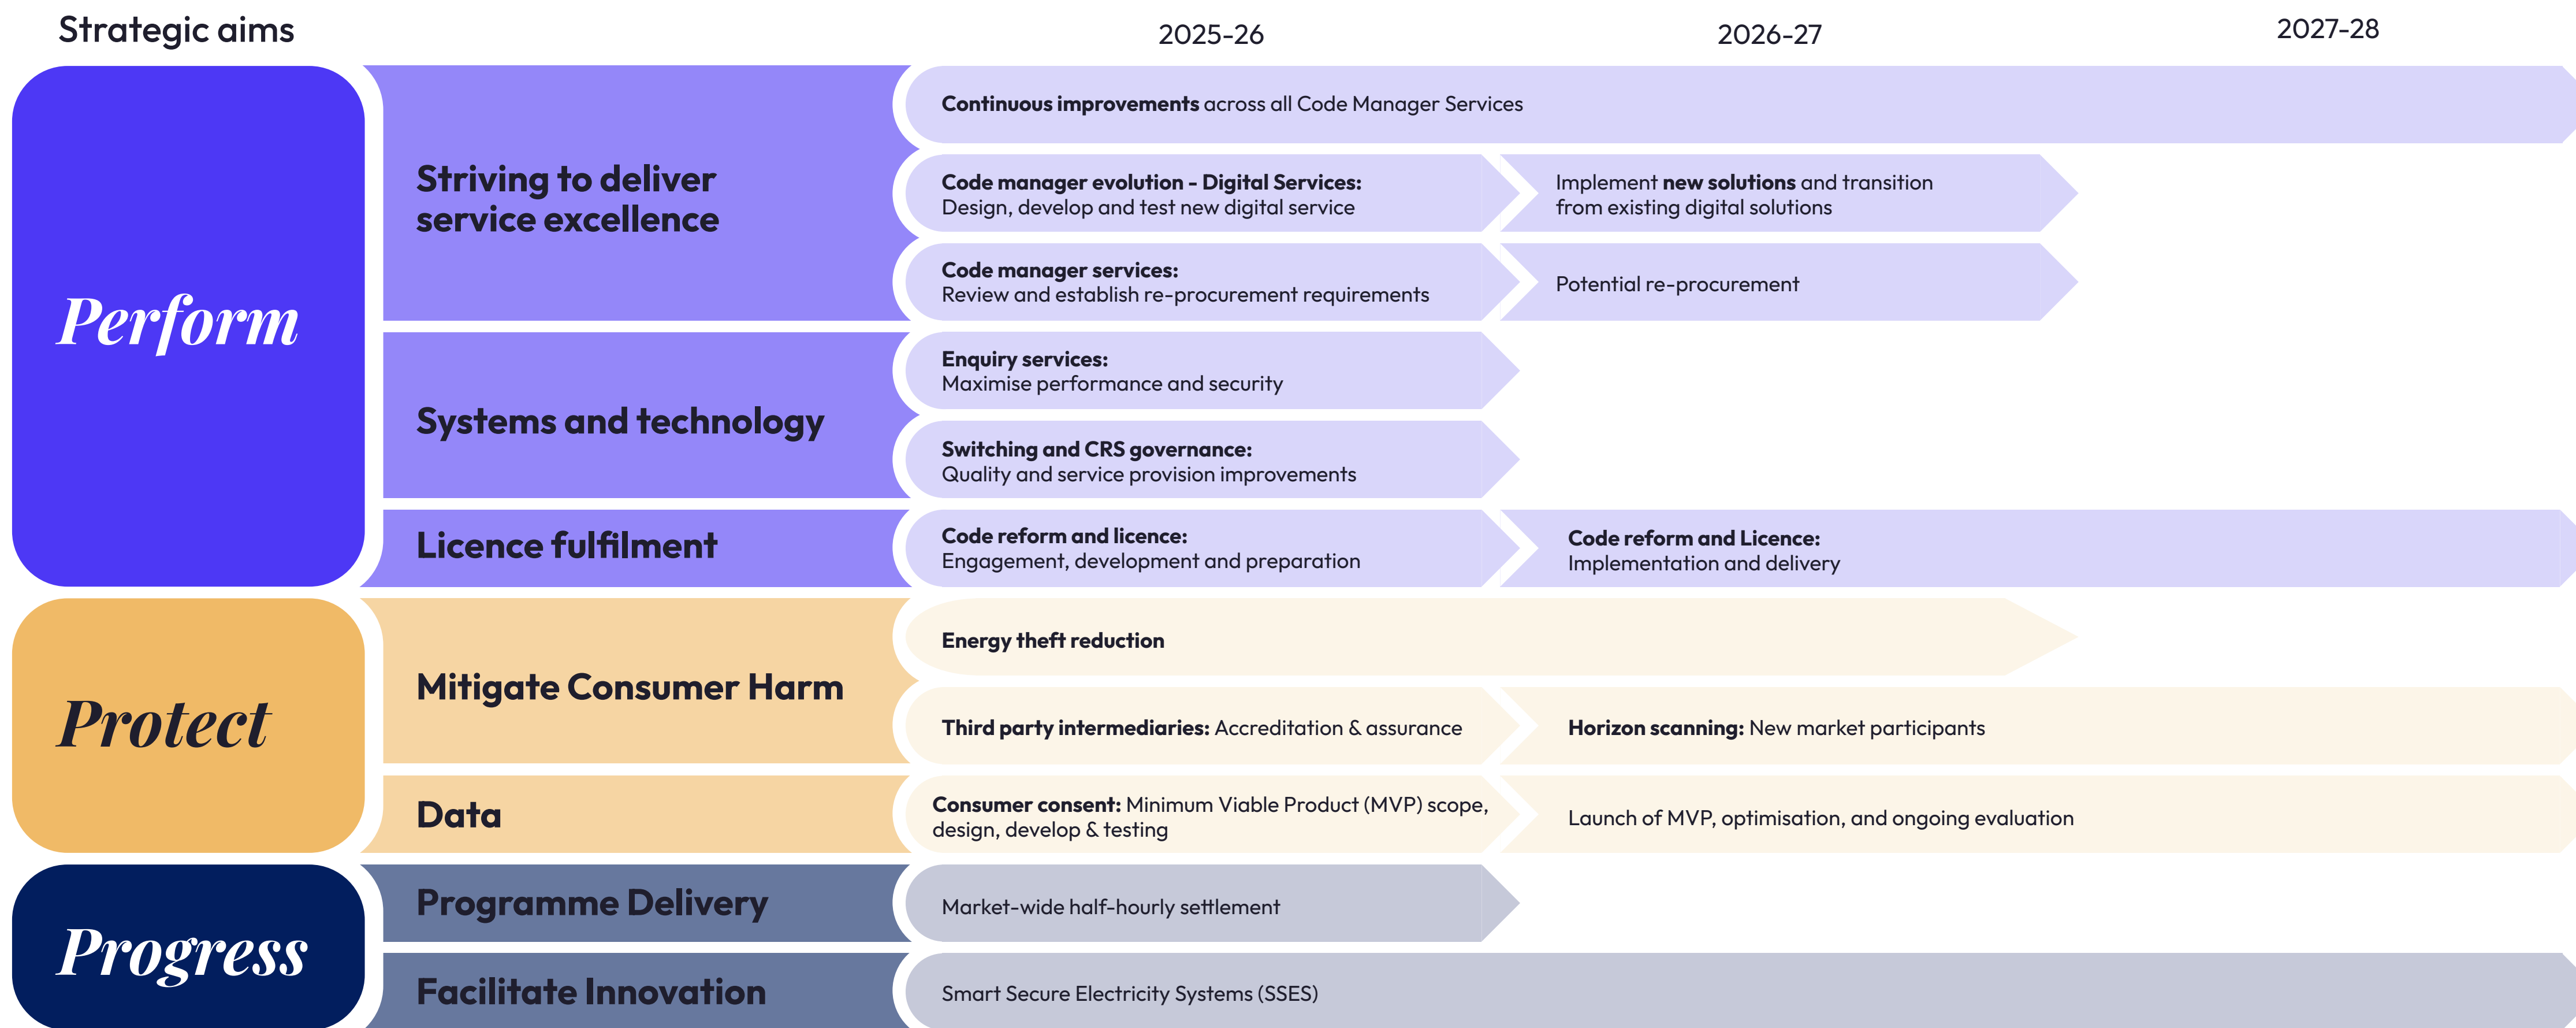 Strategic aims
2025-26
2026-27
2027-28
Perform
Striving to deliver
service excellence
Continuous improvements across all Code Manager Services
Code manager evolution - Digital Services:
Design, develop and test new digital service
Implement new solutions and transition
from existing digital solutions
Code manager services:
Review and establish re-procurement requirements
Potential re-procurement
Systems and technology
Enquiry services:
Maximise performance and security
Switching and CRS governance:
Quality and service provision improvements
Licence fulfilment
Code reform and licence:
Engagement, development and preparation
Code reform and Licence:
Implementation and delivery
Protect
Mitigate Consumer Harm
Energy theft reduction
Third party intermediaries: Accreditation & assurance
Horizon scanning: New market participants
Data
Consumer consent: Minimum Viable Product (MVP) scope,
design, develop & testing
Launch of MVP, optimisation, and ongoing evaluation
Progress
Programme Delivery
Market-wide half-hourly settlement
Facilitate Innovation
Smart Secure Electricity Systems (SSES)